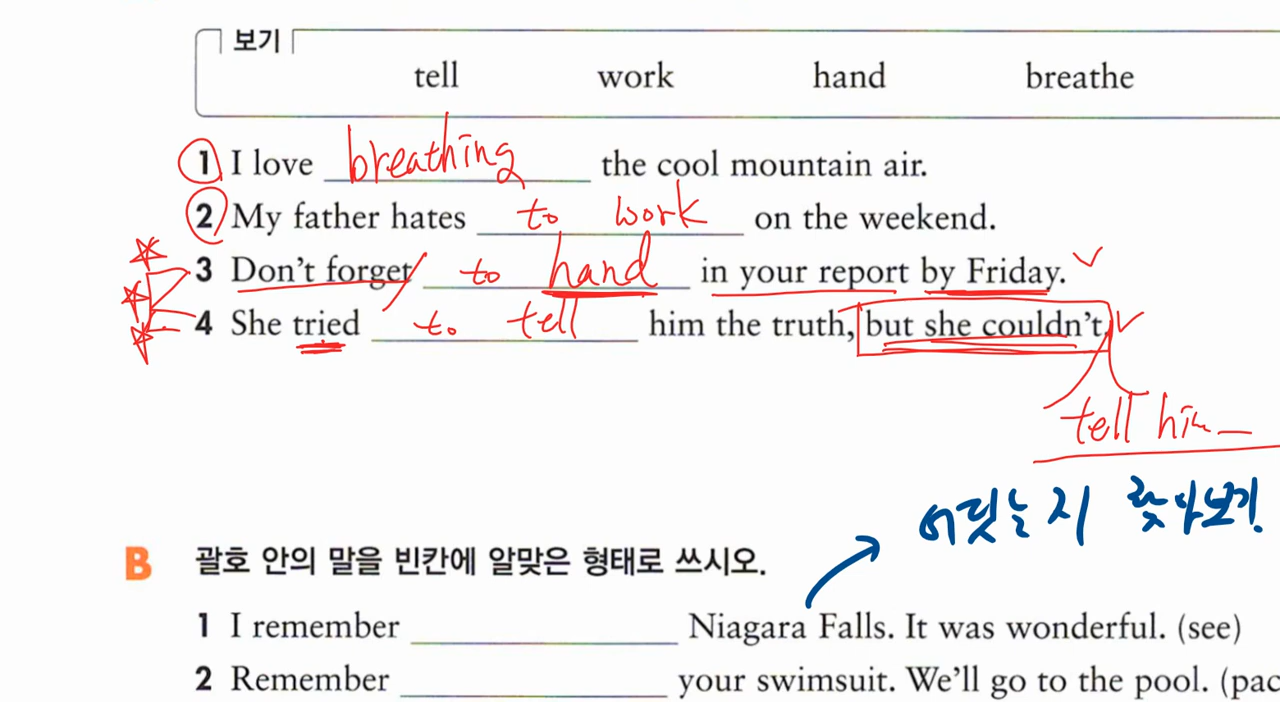 보기
tell work hand breathe
1 I love breathing the cool mountain air.
2 My father hates to work on the weekend.
3 Don't forget to hand in your report by Friday.
4 She tried to tell him the truth, but she couldn't.
tell him
찾아보기
B 괄호 안의 말을 빈칸에 알맞은 형태로 쓰시오.
1 I remember Niagara Falls. It was wonderful. (see)
2 Remember your swimsuit. We'll go to the pool. (pac